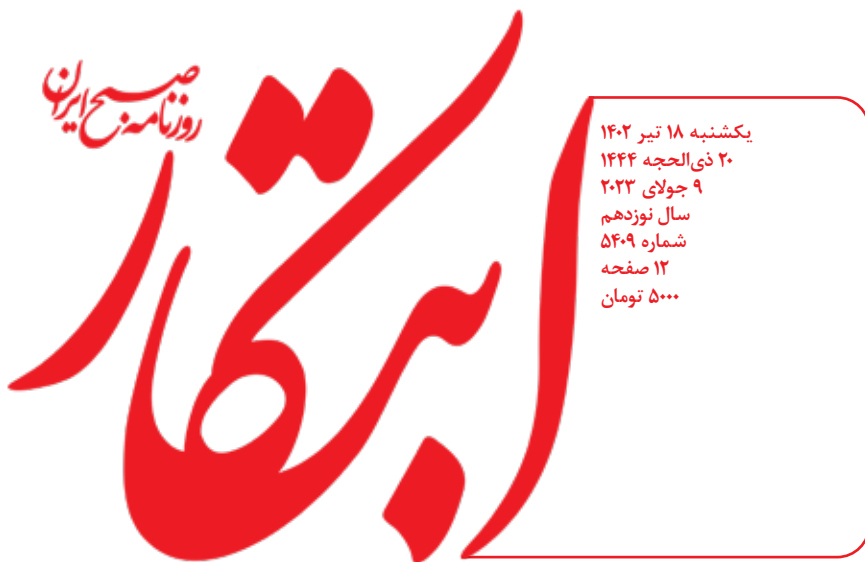 روزنامه صبح ایران
ابتکار
یکشنبه ۱۸ تیر ۱۴۰۲
۲۰ ذی‌الحجه ۱۴۴۴
۹ جولای ۲۰۲۳
سال نوزدهم
شماره ۵۴۰۹
۱۲ صفحه
۵۰۰۰ تومان